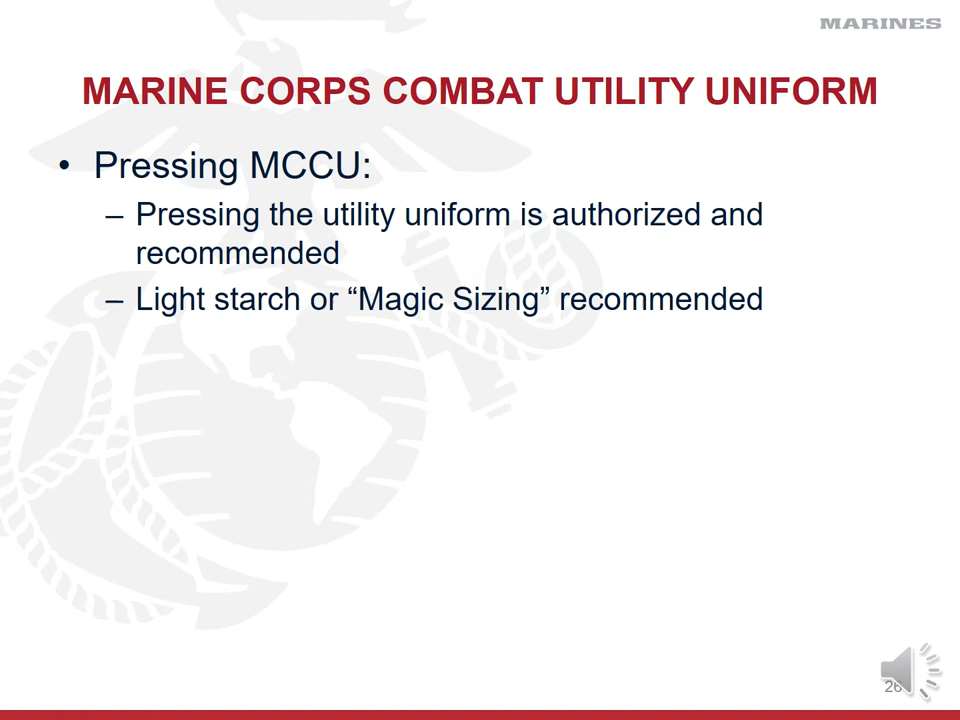 MARINES
MARINE CORPS COMBAT UTILITY UNIFORM
• Pressing MCCU:
– Pressing the utility uniform is authorized and
recommended
– Light starch or “Magic Sizing” recommended